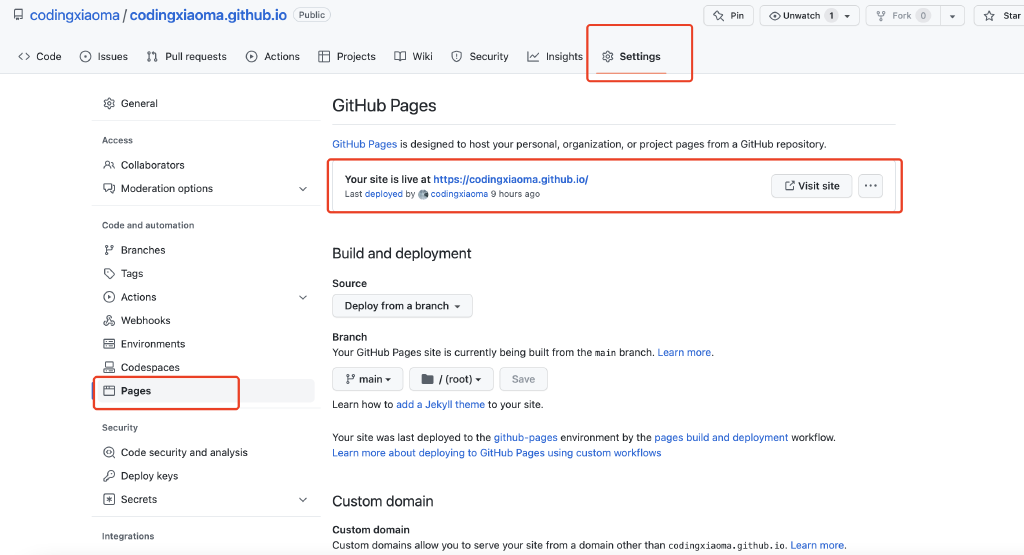 codingxiaoma / codingxiaoma.github.io Public Pin Unwatch 1 Fork 0 Star
Code Issues Pull requests Actions Projects Wiki Security Insights Settings
General
Access
Collaborators
Moderation options
Code and automation
Branches
Tags
Actions
Webhooks
Environments
Codespaces
Pages
Security
Code security and analysis
Deploy keys
Secrets
Integrations
GitHub Pages
GitHub Pages is designed to host your personal, organization, or project pages from a GitHub repository.
Your site is live at https://codingxiaoma.github.io/
Last deployed by codingxiaoma 9 hours ago
Visit site
Build and deployment
Source
Deploy from a branch
Branch
Your GitHub Pages site is currently being built from the main branch. Learn more.
main / (root) Save
Learn how to add a Jekyll theme to your site.
Your site was last deployed to the github-pages environment by the pages build and deployment workflow.
Learn more about deploying to GitHub Pages using custom workflows
Custom domain
Custom domain
Custom domains allow you to serve your site from a domain other than codingxiaoma.github.io. Learn more.